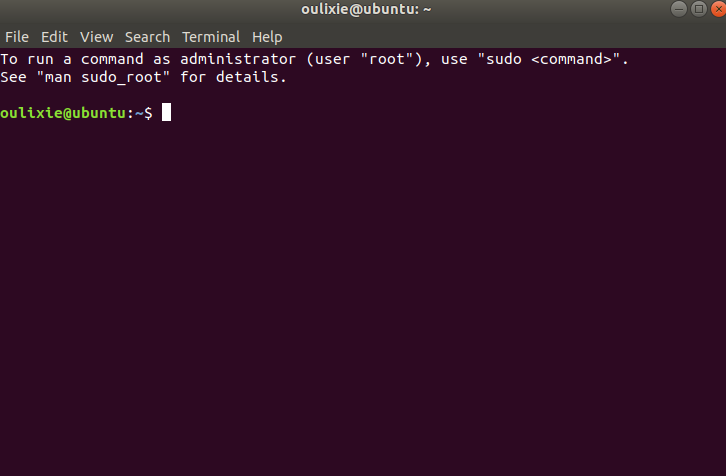 oulixie@ubuntu: ~
File Edit View Search Terminal Help
To run a command as administrator (user "root"), use "sudo <command>".
See "man sudo_root" for details.
oulixie@ubuntu:~$